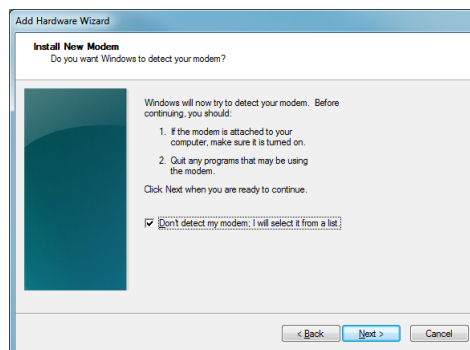 Add Hardware Wizard
Install New Modem
Do you want Windows to detect your modem?
Windows will now try to detect your modem. Before
continuing, you should:
1. If the modem is attached to your
computer, make sure it is turned on.
2. Quit any programs that may be using
the modem.
Click Next when you are ready to continue.
Don't detect my modem; I will select it from a list.
< Back Next > Cancel